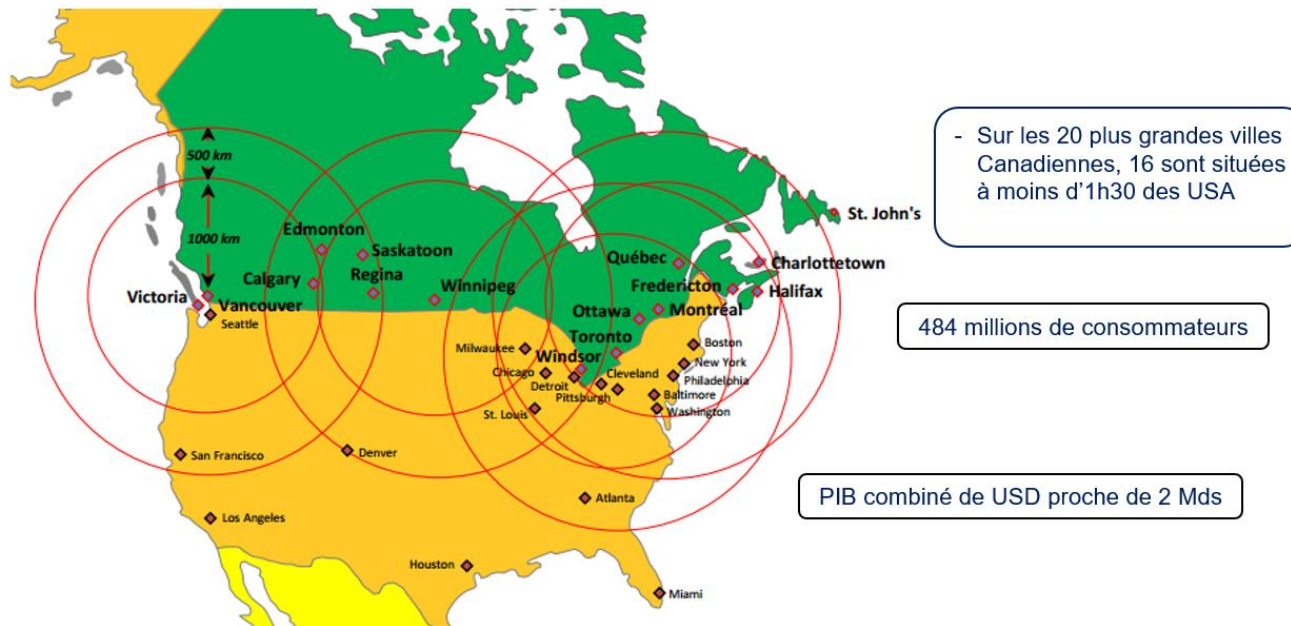 500 km
1000 km
Edmonton
Saskatoon
Calgary
Regina
Winnipeg
Victoria
Vancouver
Seattle
Québec
St. John's
Charlottetown
Fredericton
Halifax
Ottawa
Montréal
Toronto
Milwaukee
Windsor
Boston
Chicago
Cleveland
New York
Detroit
Philadelphia
Pittsburgh
Baltimore
St. Louis
Washington
San Francisco
Denver
Atlanta
Los Angeles
Houston
Miami
- Sur les 20 plus grandes villes
Canadiennes, 16 sont situées
à moins d'1h30 des USA
484 millions de consommateurs
PIB combiné de USD proche de 2 Mds